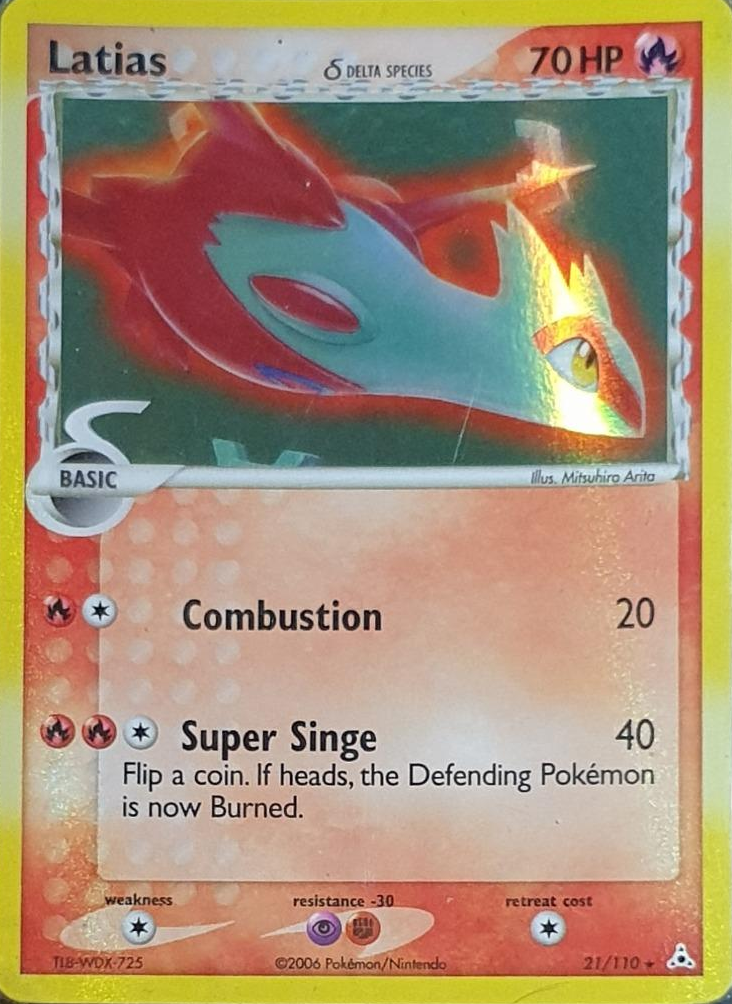 Latias δ DELTA SPECIES 70 HP
BASIC
Illus. Mitsuhiro Arita
Combustion 20
Super Singe 40
Flip a coin. If heads, the Defending Pokémon
is now Burned.
weakness resistance -30 retreat cost
TLB-WDX-725 ©2006 Pokémon/Nintendo 21/110 ★